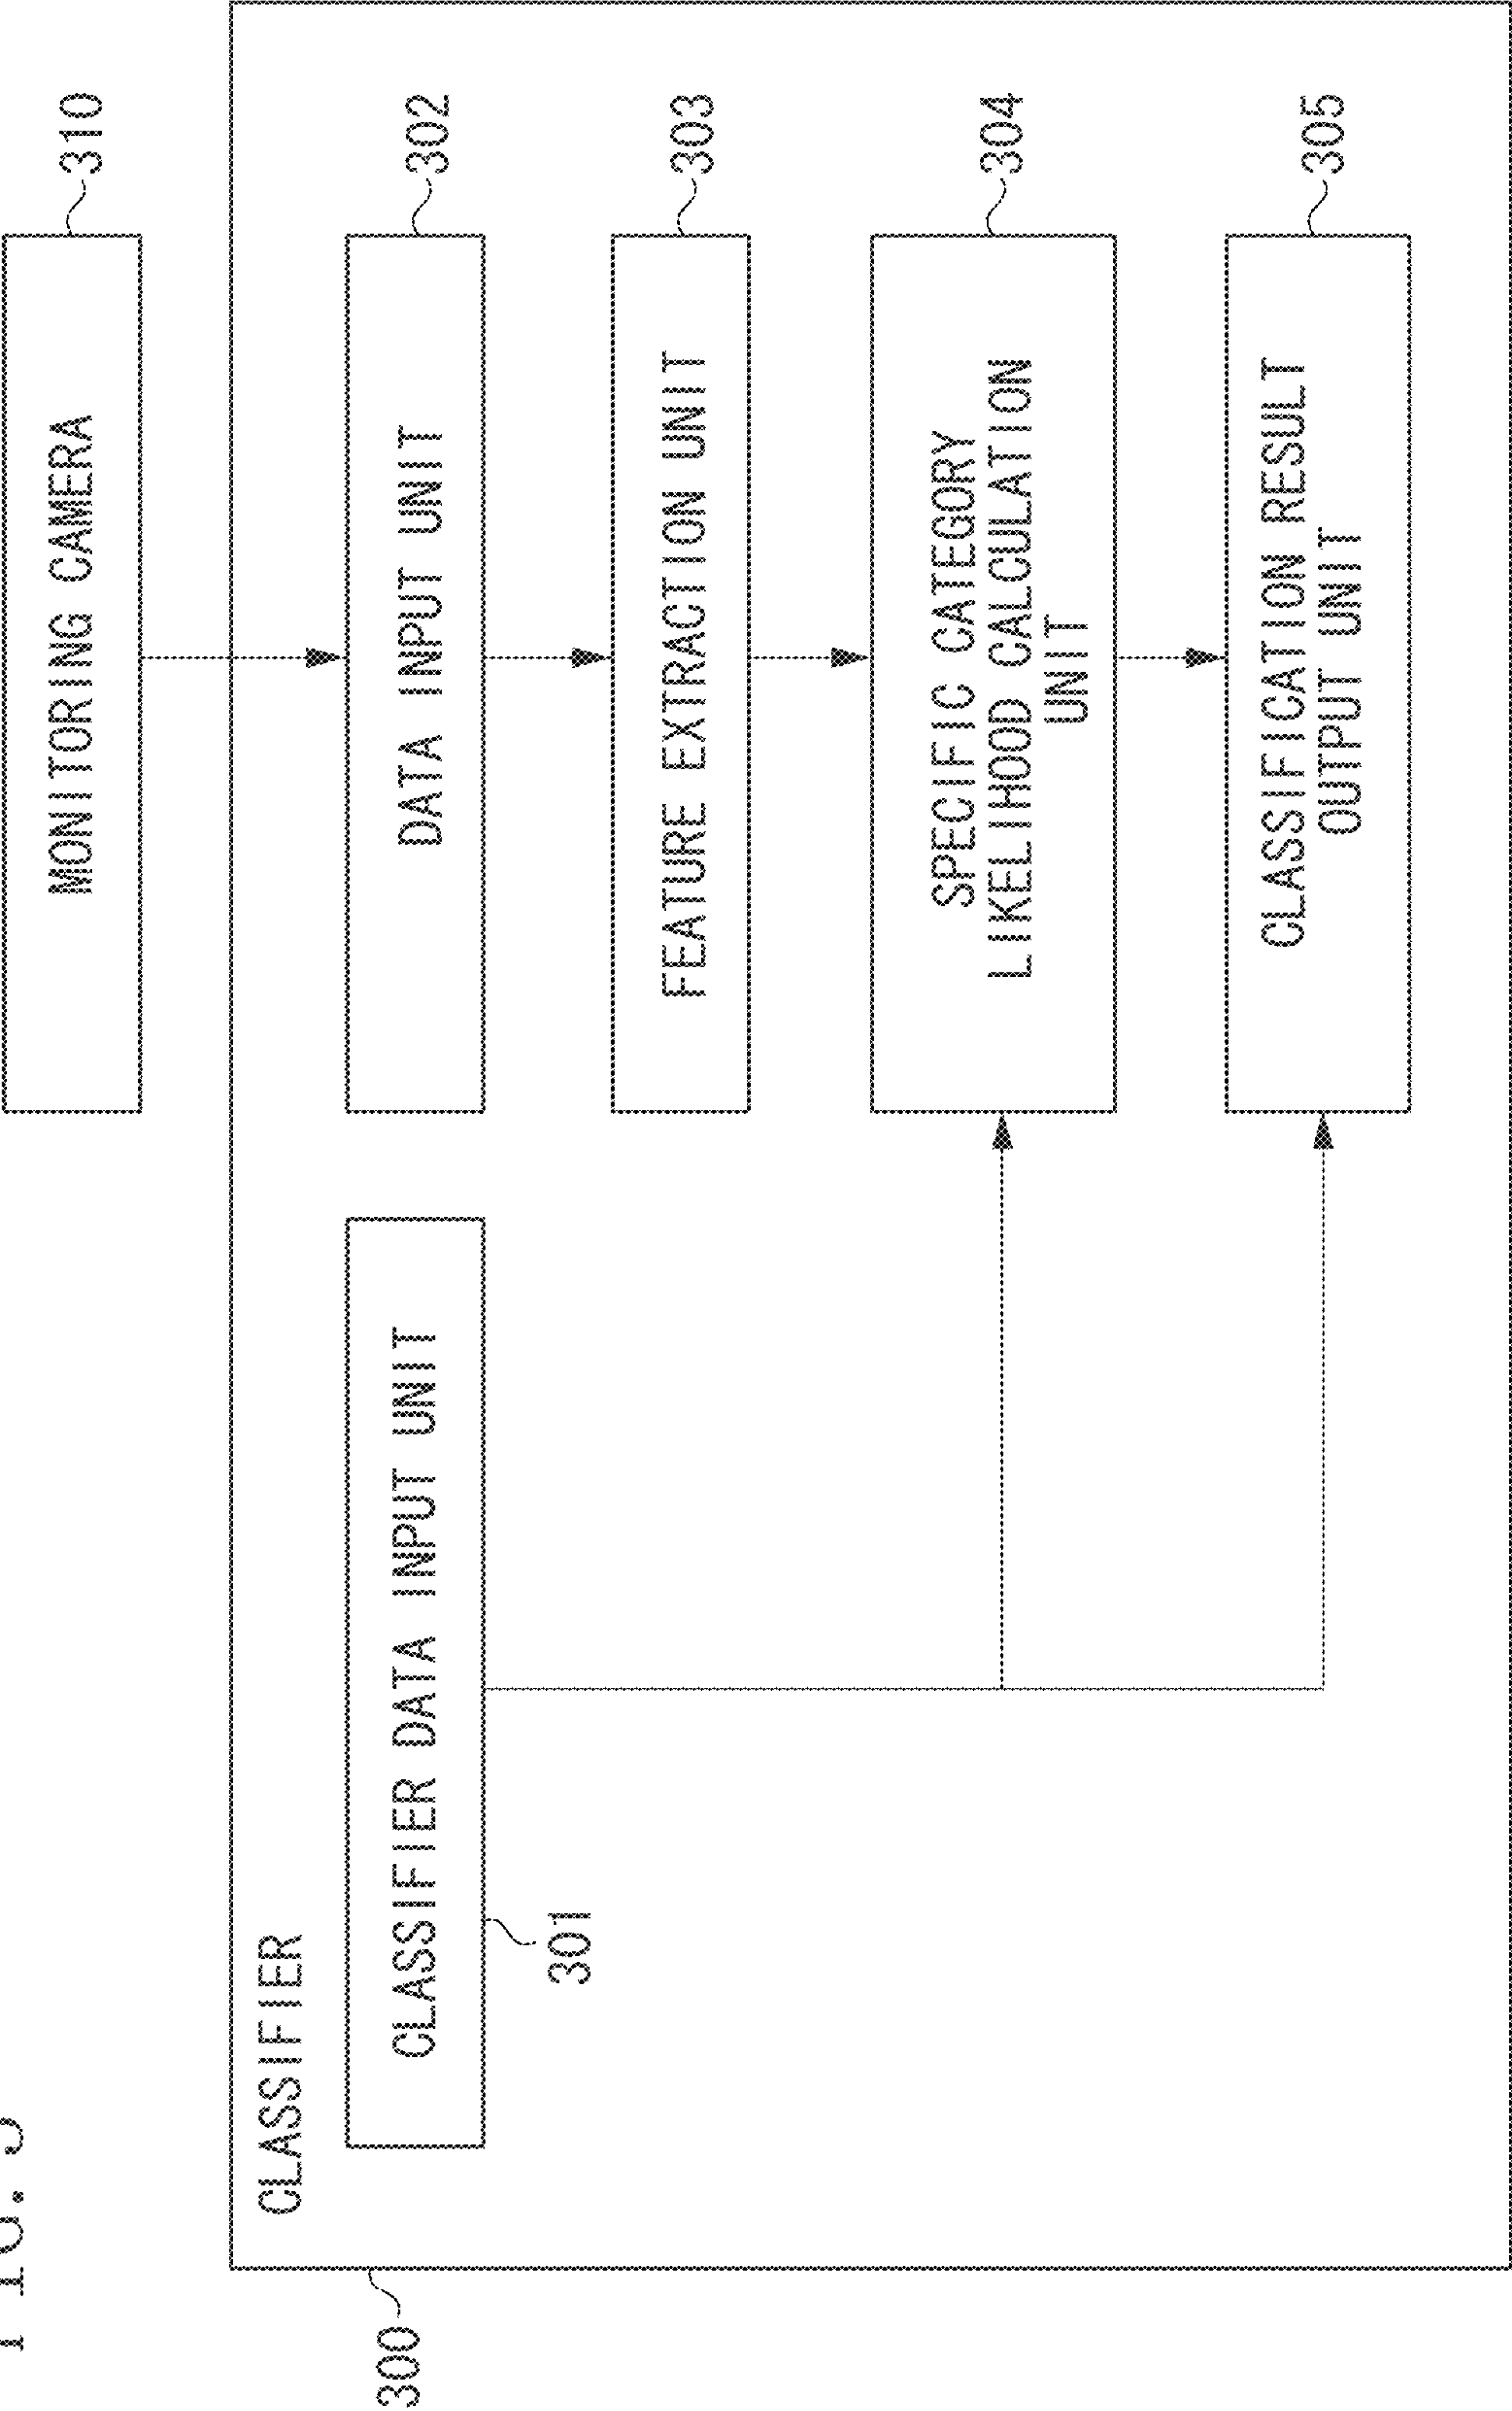 FIG.
MONITORING CAMERA
310
300
CLASSIFIER
CLASSIFIER DATA INPUT UNIT
301
DATA INPUT UNIT
302
FEATURE EXTRACTION UNIT
303
SPECIFIC CATEGORY
LIKELIHOOD CALCULATION
UNIT
304
CLASSIFICATION RESULT
OUTPUT UNIT
305